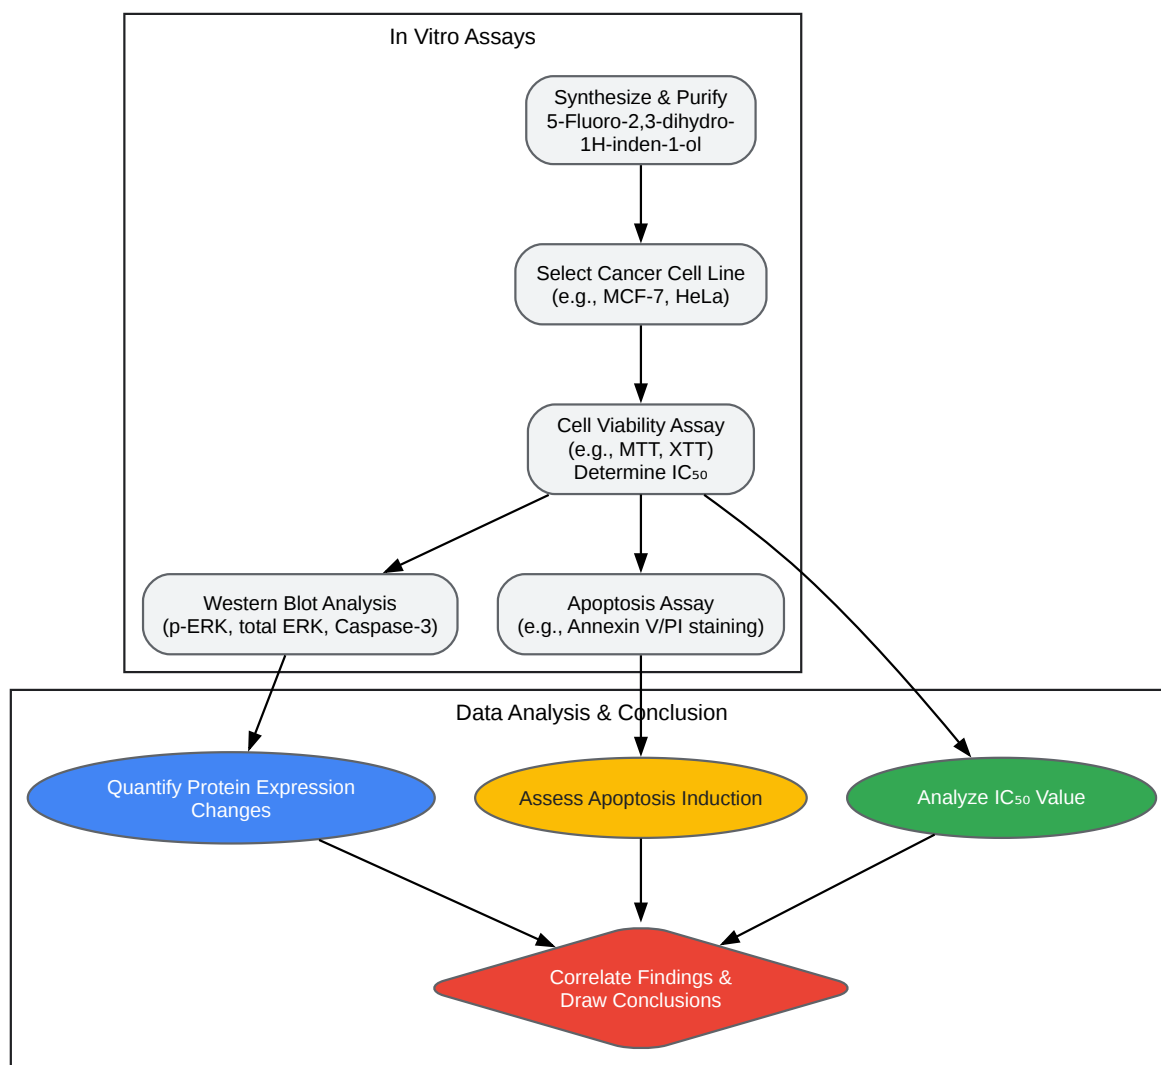 In Vitro Assays
Synthesize & Purify
5-Fluoro-2,3-dihydro-
1H-inden-1-ol
Select Cancer Cell Line
(e.g., MCF-7, HeLa)
Cell Viability Assay
(e.g., MTT, XTT)
Determine IC₅₀
Western Blot Analysis
(p-ERK, total ERK, Caspase-3)
Apoptosis Assay
(e.g., Annexin V/PI staining)
Data Analysis & Conclusion
Quantify Protein Expression
Changes
Assess Apoptosis Induction
Analyze IC₅₀ Value
Correlate Findings &
Draw Conclusions